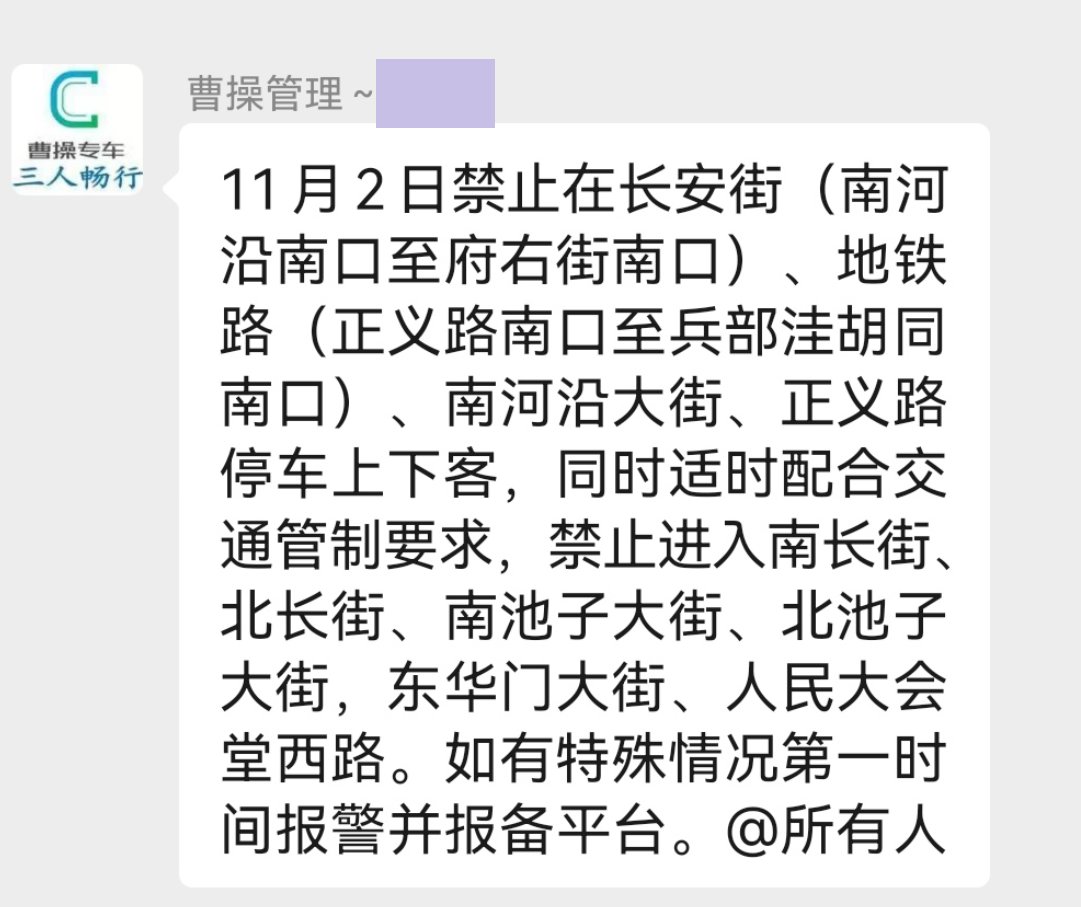 曹操专车
三人畅行
曹操管理~
11月2日禁止在长安街（南河
沿南口至府右街南口）、地铁
路（正义路南口至兵部洼胡同
南口）、南河沿大街、正义路
停车上下客，同时适时配合交
通管制要求，禁止进入南长街、
北长街、南池子大街、北池子
大街，东华门大街、人民大会
堂西路。如有特殊情况第一时
间报警并报备平台。@所有人